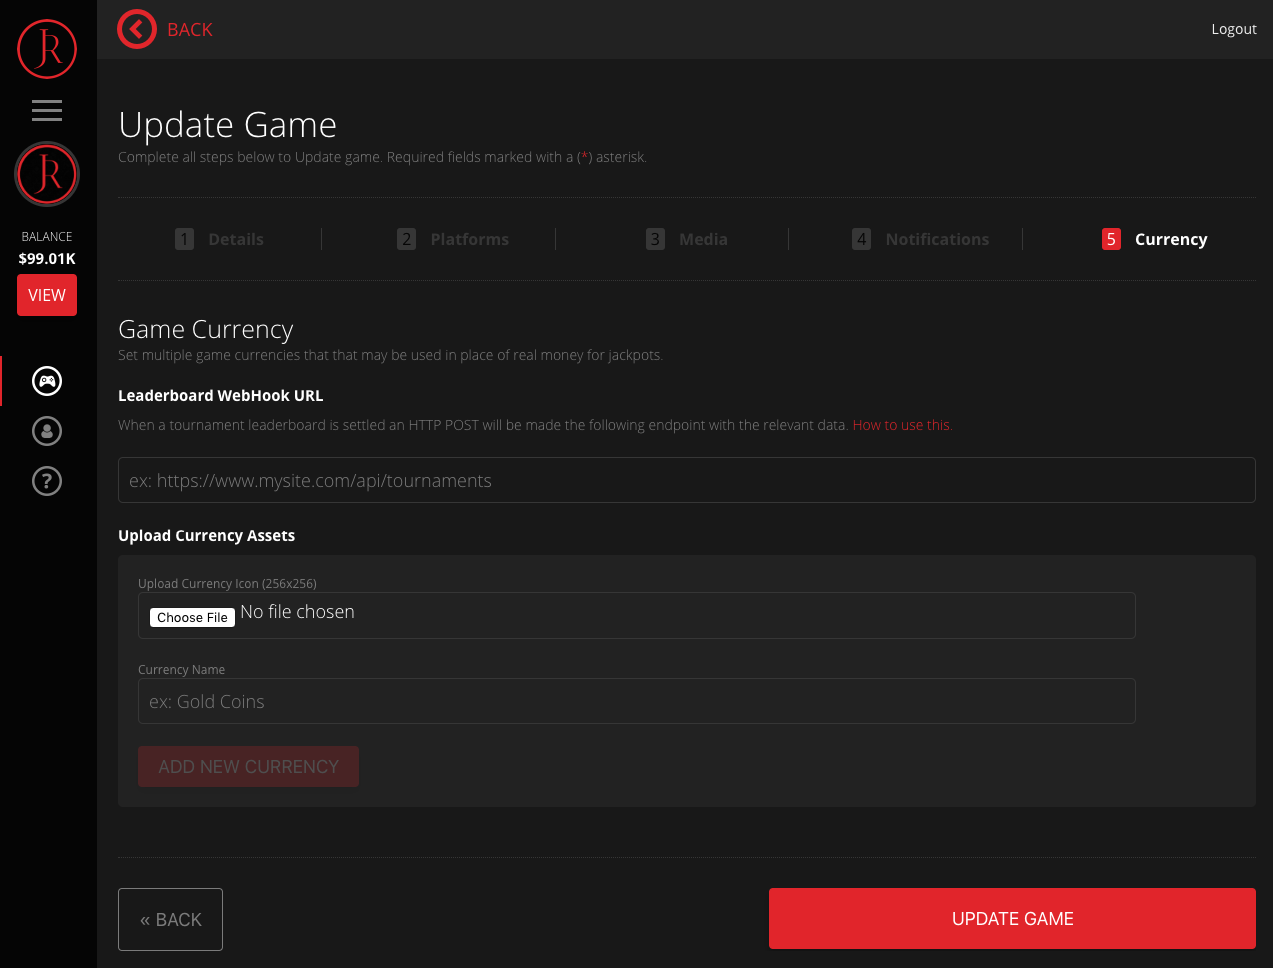 JR
BACK
Logout
JR
BALANCE
$99.01K
VIEW
?
Update Game
Complete all steps below to Update game. Required fields marked with a (*) asterisk.
1 Details
2 Platforms
3 Media
4 Notifications
5 Currency
Game Currency
Set multiple game currencies that that may be used in place of real money for jackpots.
Leaderboard WebHook URL
When a tournament leaderboard is settled an HTTP POST will be made the following endpoint with the relevant data. How to use this.
ex: https://www.mysite.com/api/tournaments
Upload Currency Assets
Upload Currency Icon (256x256)
Choose File No file chosen
Currency Name
ex: Gold Coins
ADD NEW CURRENCY
« BACK
UPDATE GAME